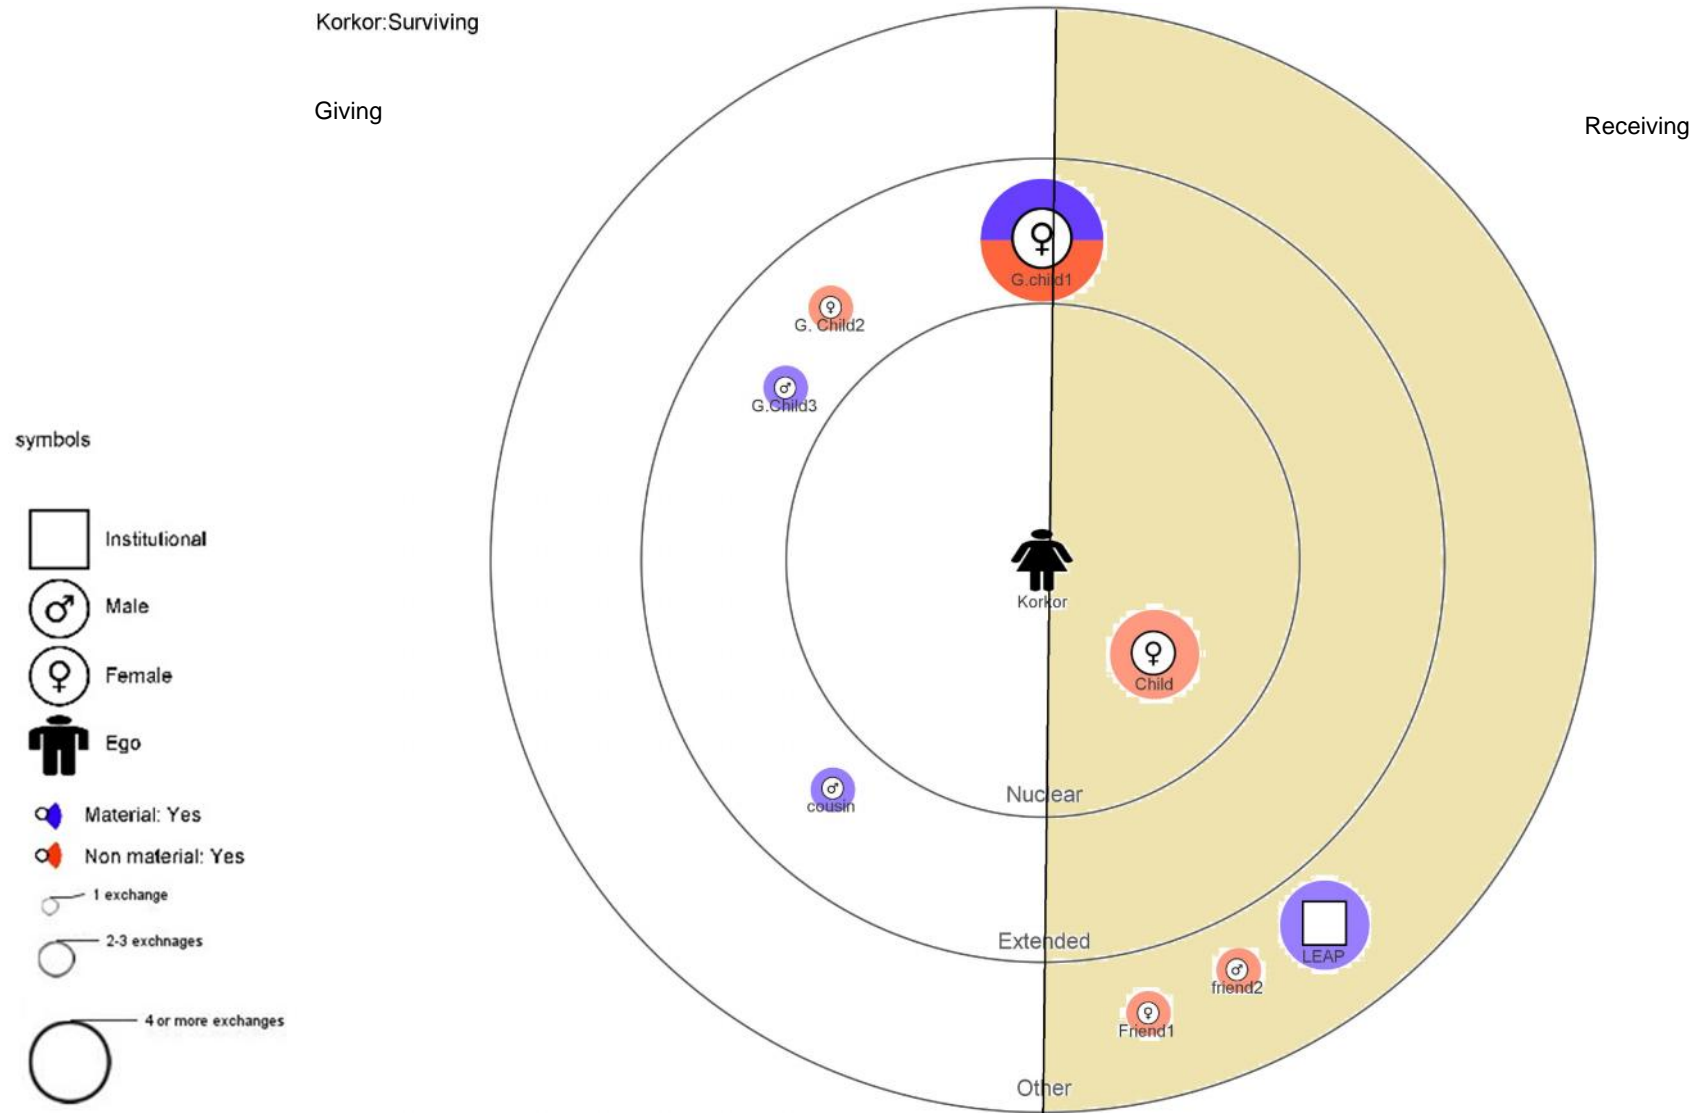 Korkor:Surviving
Giving
Receiving
G.child1
G. Child2
G.Child3
symbols
Institutional
Male
Female
Ego
Material: Yes
Non material: Yes
1 exchange
2-3 exchnages
4 or more exchanges
Korkor
Child
Nuclear
cousin
Extended
LEAP
friend2
Friend1
Other